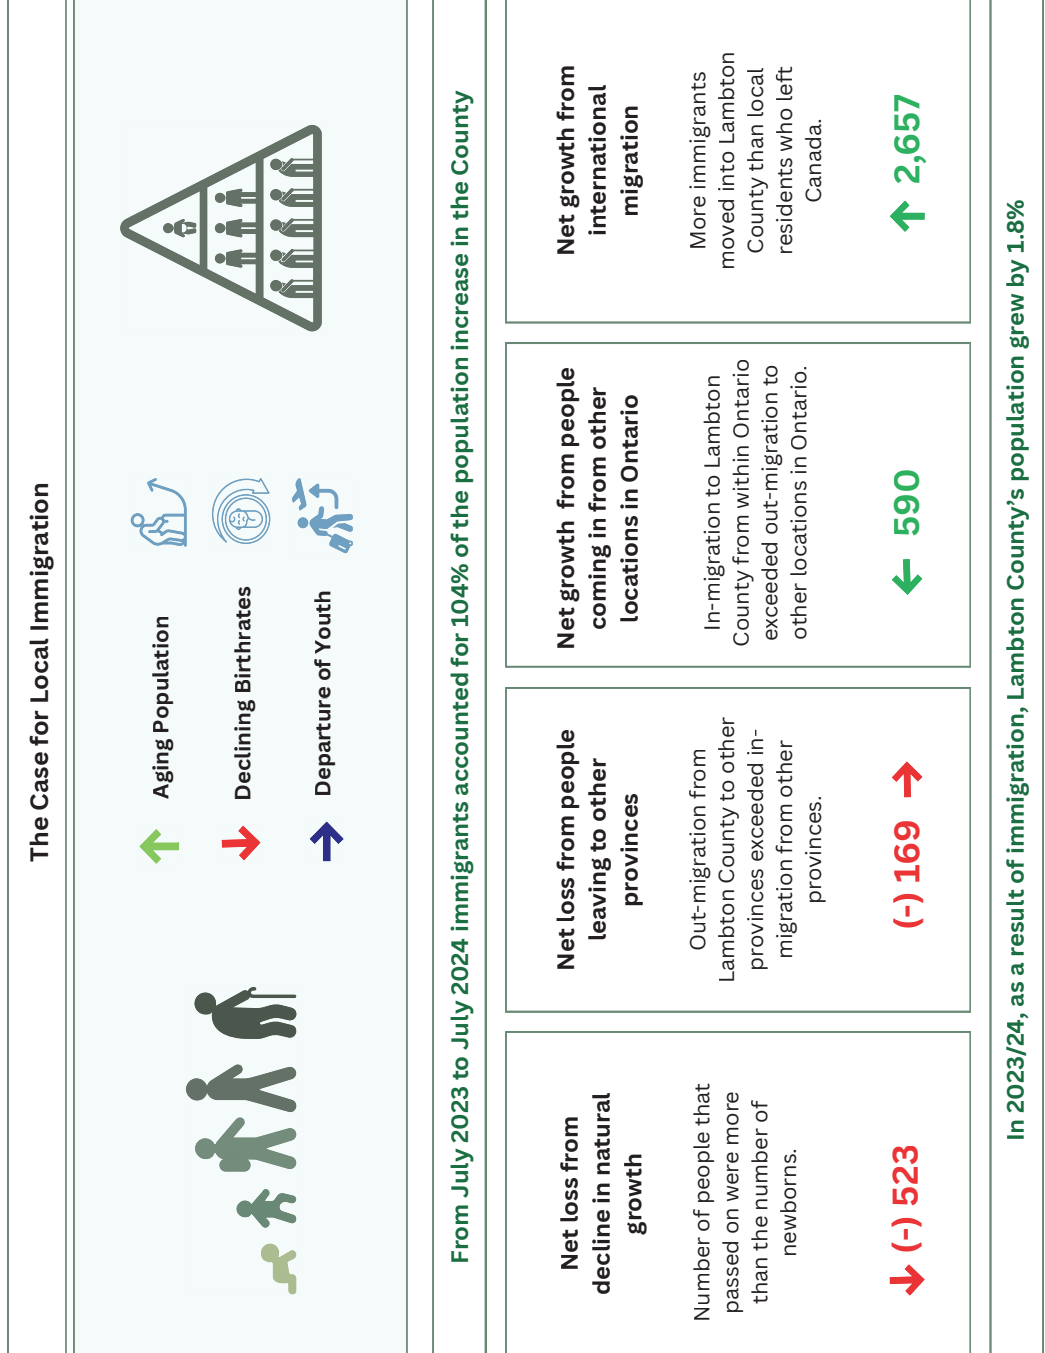 The Case for Local Immigration
Aging Population
Declining Birthrates
Departure of Youth
From July 2023 to July 2024 immigrants accounted for 104% of the population increase in the County
Net loss from
decline in natural
growth
Number of people that
passed on were more
than the number of
newborns.
(-) 523
Net loss from people
leaving to other
provinces
Out-migration from
Lambton County to other
provinces exceeded in-
migration from other
provinces.
(-) 169
Net growth from people
coming in from other
locations in Ontario
In-migration to Lambton
County from within Ontario
exceeded out-migration to
other locations in Ontario.
590
Net growth from
international
migration
More immigrants
moved into Lambton
County than local
residents who left
Canada.
2,657
In 2023/24, as a result of immigration, Lambton County's population grew by 1.8%